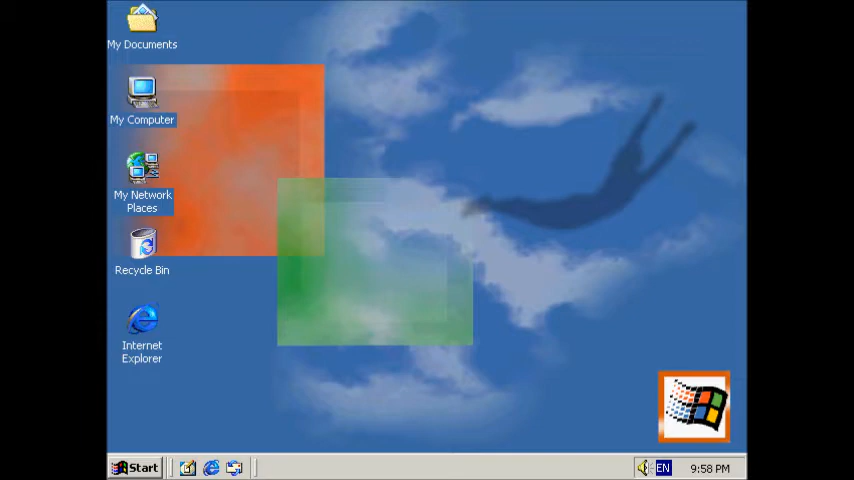 My Documents
My Computer
My Network
Places
Recycle Bin
Internet
Explorer
Start
EN
9:58 PM